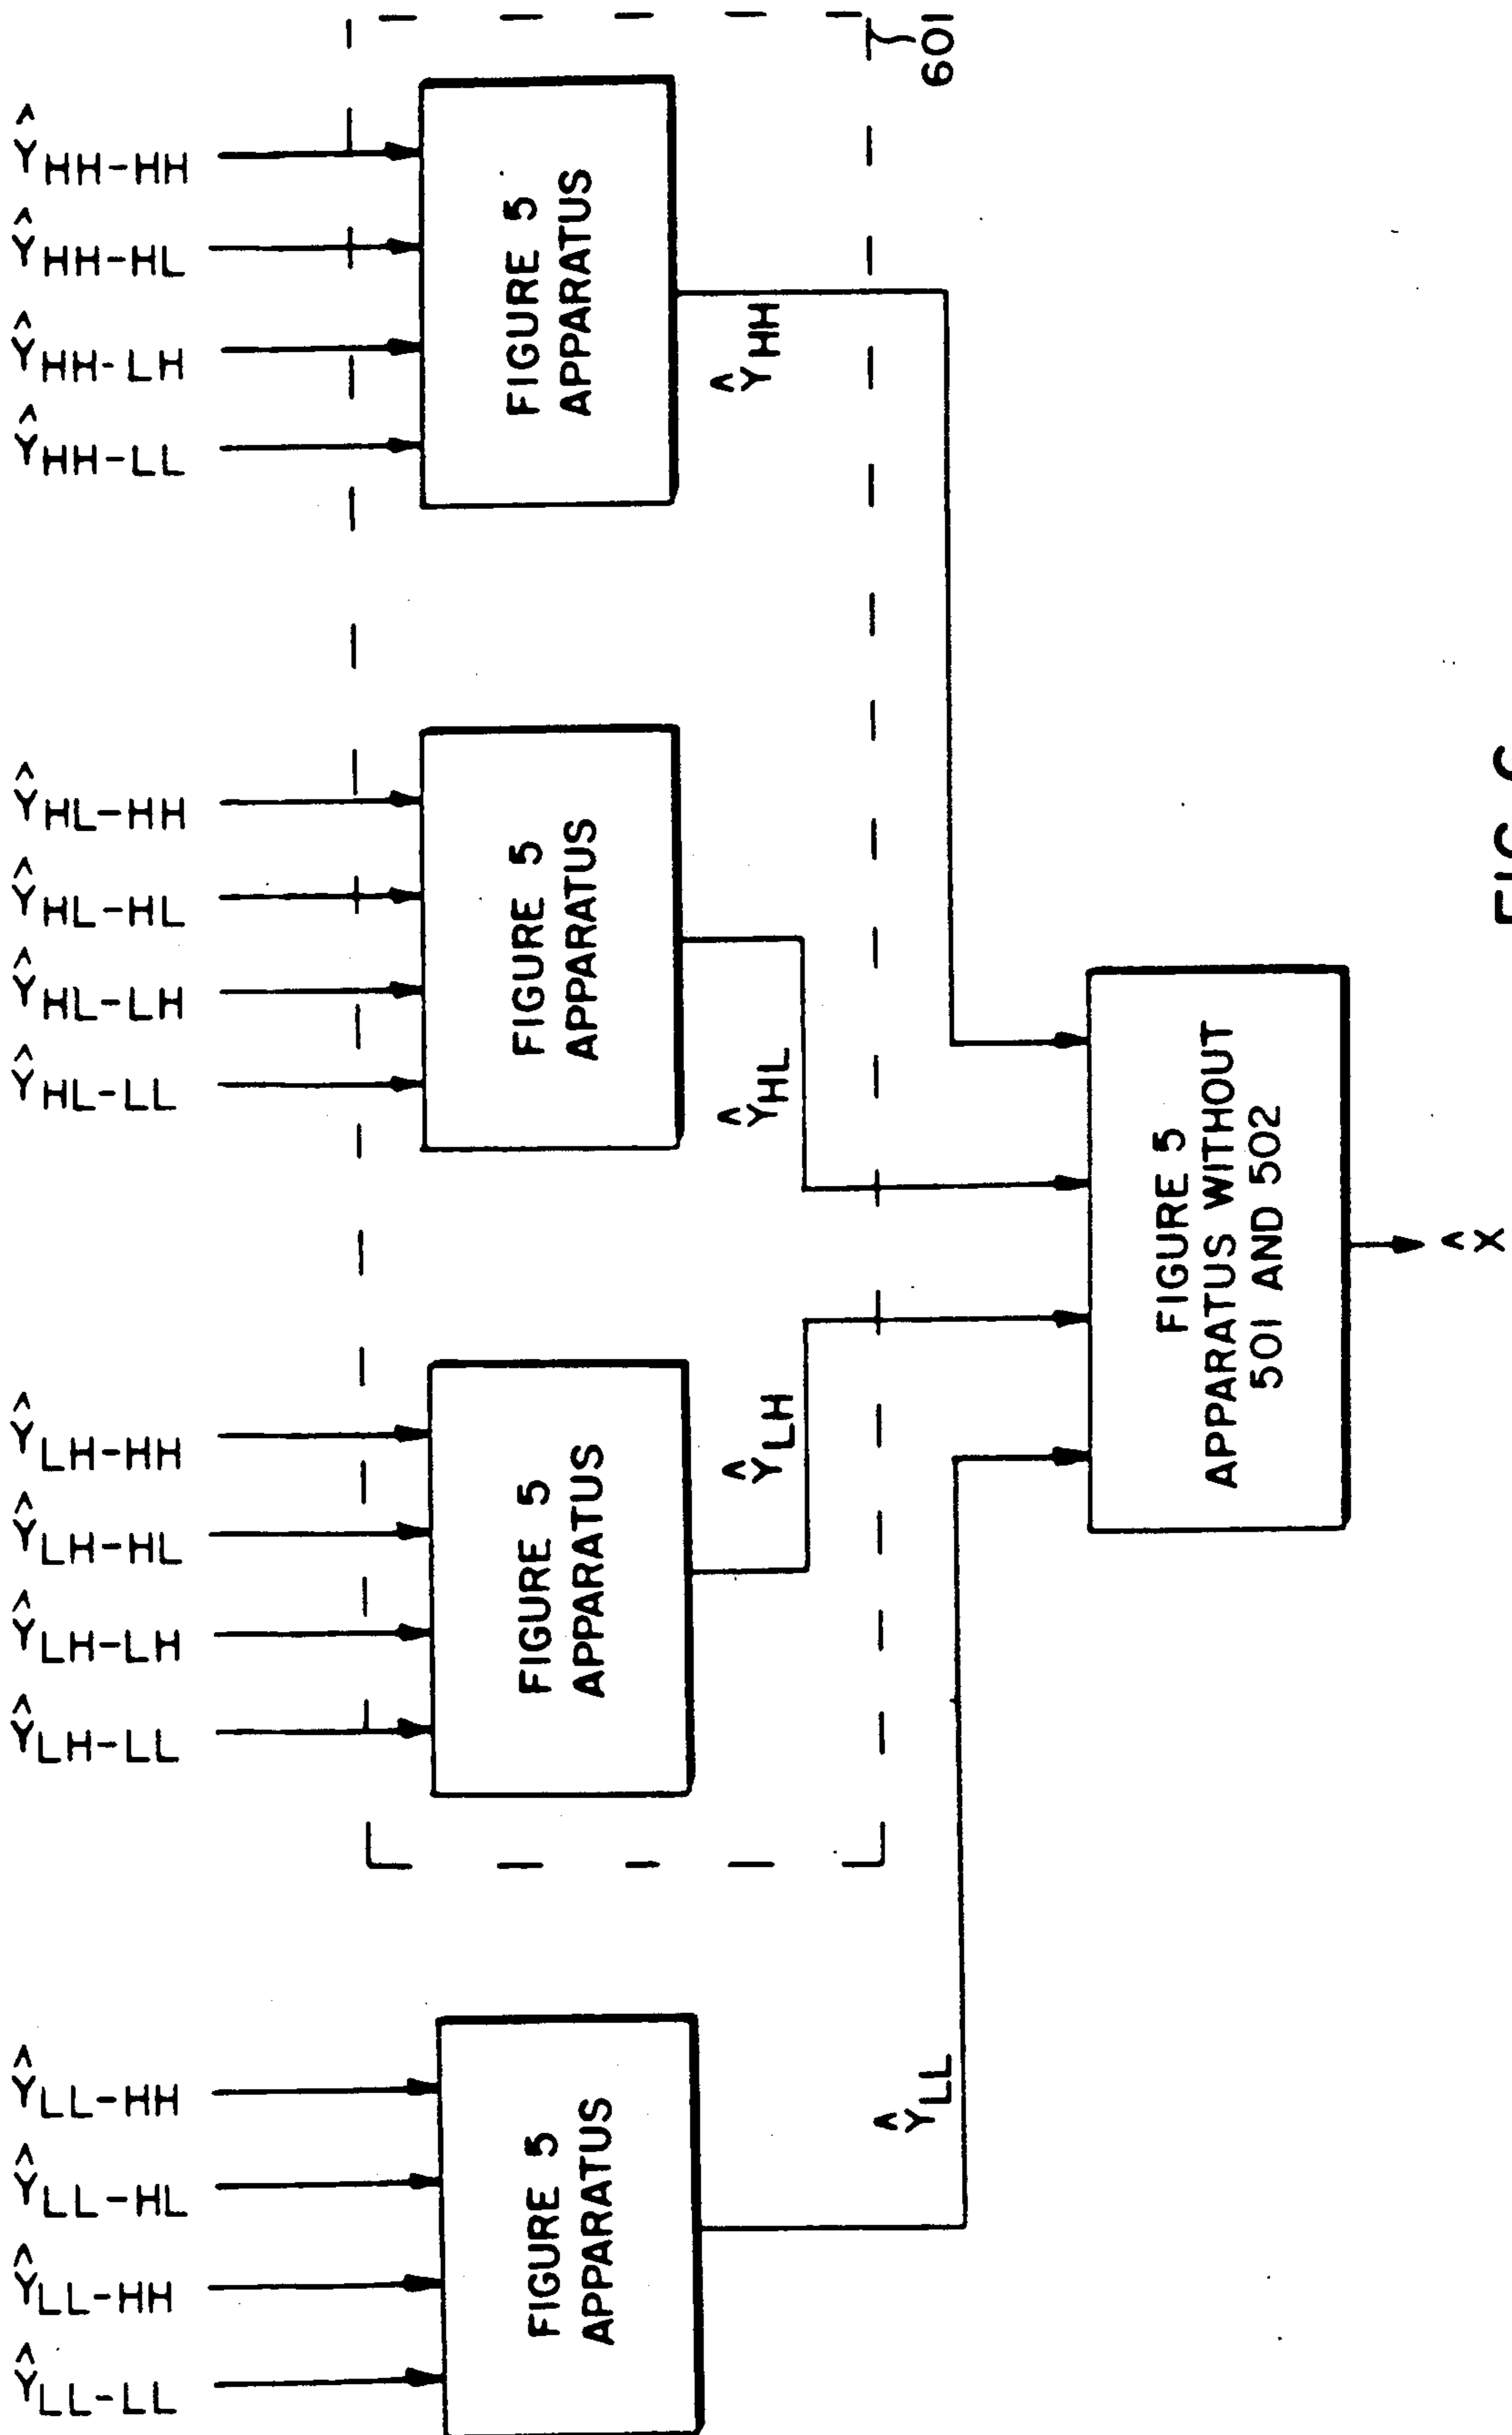 Ŷ LL-LL
Ŷ LL-HH
Ŷ LL-HL
Ŷ LL-HH
Ŷ LH-LL
Ŷ LH-LH
Ŷ LH-HL
Ŷ LH-HH
Ŷ HL-LL
Ŷ HL-LH
Ŷ HL-HL
Ŷ HL-HH
Ŷ HH-LL
Ŷ HH-LH
Ŷ HH-HL
Ŷ HH-HH
FIGURE 5
APPARATUS
FIGURE 5
APPARATUS
FIGURE 5
APPARATUS
FIGURE 5
APPARATUS
Ŷ LL
Ŷ LH
Ŷ HL
Ŷ HH
601
FIGURE 5
APPARATUS WITHOUT
501 AND 502
X̂